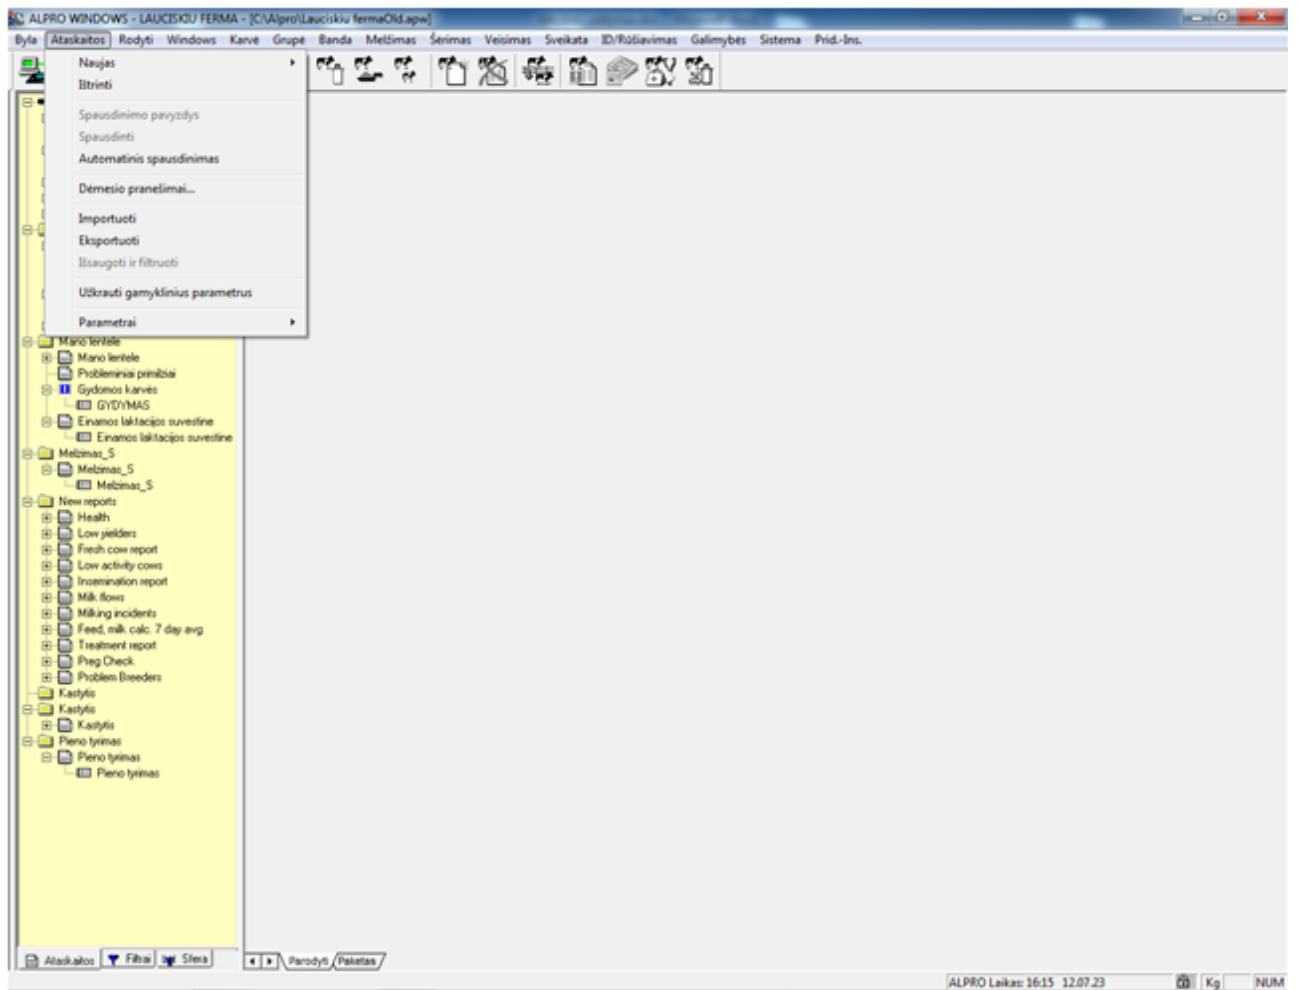 ALPRO WINDOWS - LAUCISKIU FERMA - [C:\Alpro\Lauciskiu fermaOld.apw]
Byla Ataskaitos Rodyti Windows Karvė Grupė Banda Melžimas Šėrimas Veisimas Sveikata ID/Rūšiavimas Galimybės Sistema Prid.-Ins.
Naujas
Ištrinti
Spausdinimo pavyzdys
Spausdinti
Automatinis spausdinimas
Dėmesio pranešimai...
Importuoti
Eksportuoti
Išsaugoti ir filtruoti
Užkrauti gamyklinius parametrus
Parametrai
Mano lentele
Mano lentele
Probleminiai primilžiai
Gydomos karvės
GYDYMAS
Einamos laktacijos suvestine
Einamos laktacijos suvestine
Melzimas_S
Melzimas_S
Melzimas_S
New reports
Health
Low yielders
Fresh cow report
Low activity cows
Insemination report
Milk flows
Milking incidents
Feed, milk calc. 7 day avg
Treatment report
Preg Check
Problem Breeders
Kastytis
Kastytis
Kastytis
Pieno tyrimas
Pieno tyrimas
Pieno tyrimas
Ataskaitos Filtrai Sfera Parodyti Paketas
ALPRO Laikas: 16:15 12.07.23 Kg NUM